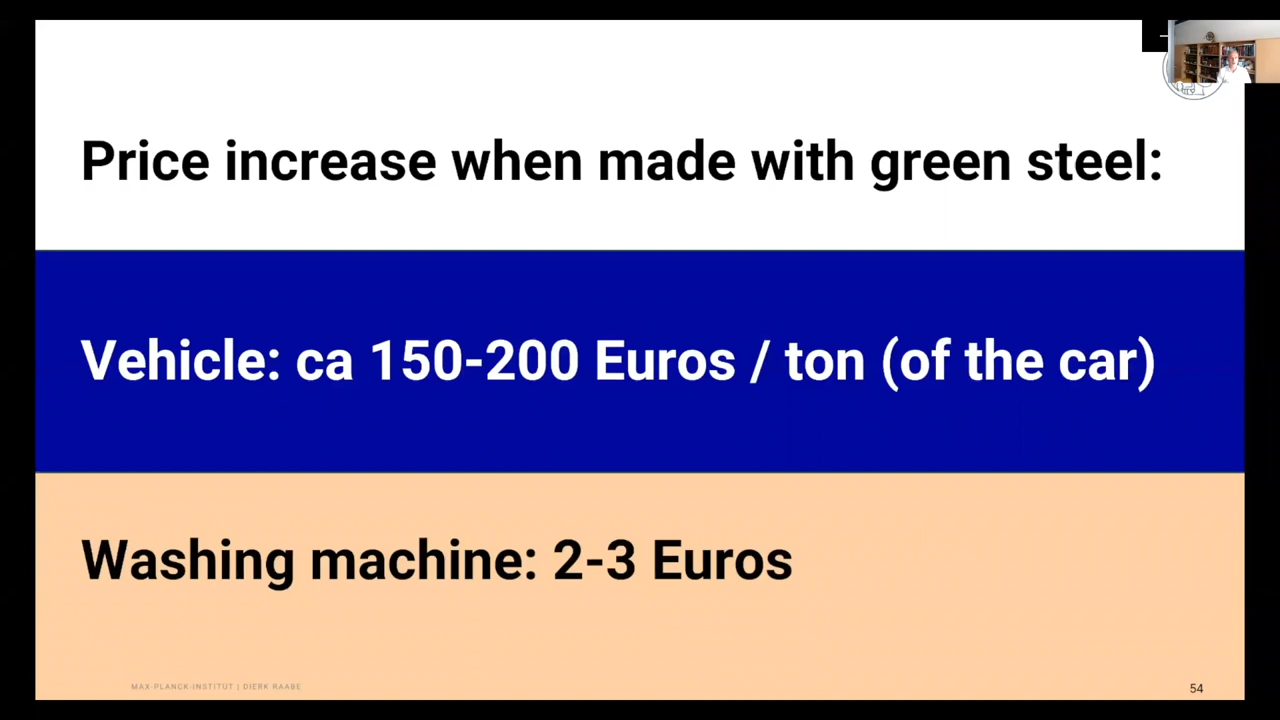 Price increase when made with green steel:
Vehicle: ca 150-200 Euros / ton (of the car)
Washing machine: 2-3 Euros
MAX-PLANCK-INSTITUT | DIERK RAABE
54